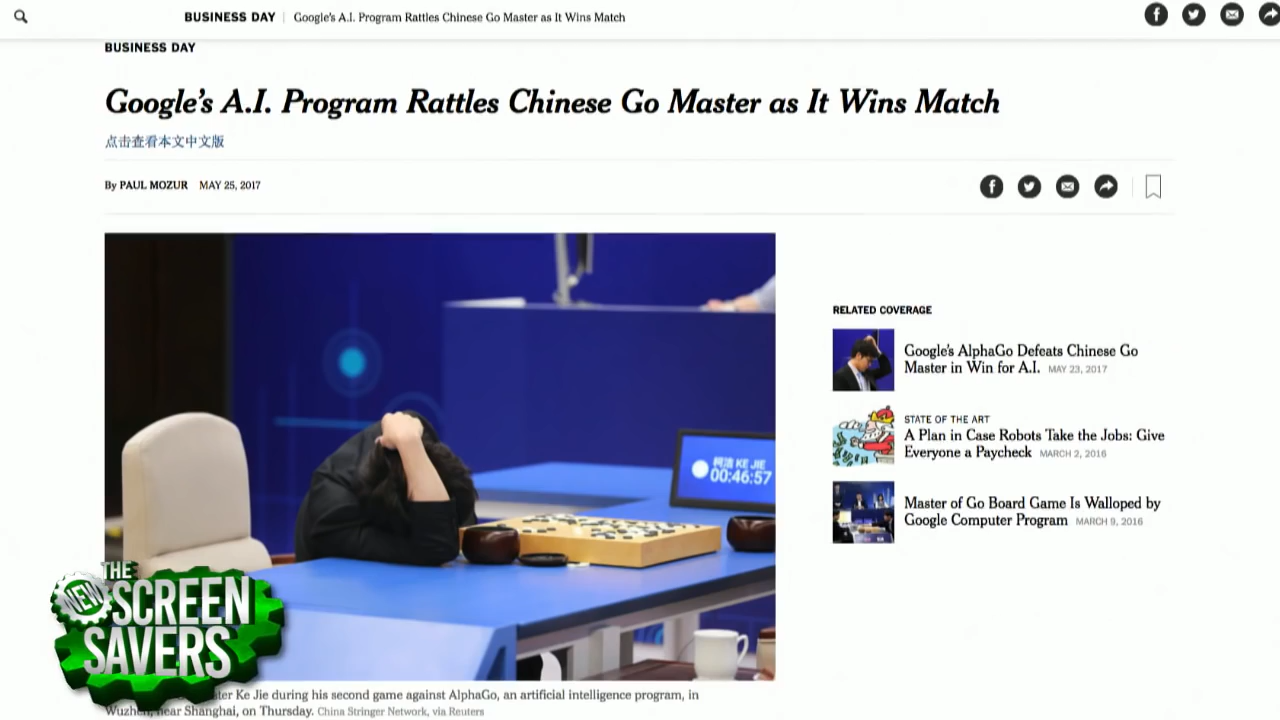 BUSINESS DAY | Google's A.I. Program Rattles Chinese Go Master as It Wins Match
BUSINESS DAY
Google's A.I. Program Rattles Chinese Go Master as It Wins Match
点击查看本文中文版
By PAUL MOZUR MAY 25, 2017
柯洁 KE JIE
00:46:57
RELATED COVERAGE
Google's AlphaGo Defeats Chinese Go
Master in Win for A.I. MAY 23, 2017
STATE OF THE ART
A Plan in Case Robots Take the Jobs: Give
Everyone a Paycheck MARCH 2, 2016
Master of Go Board Game Is Walloped by
Google Computer Program MARCH 9, 2016
THE
NEW
SCREEN
SAVERS
Ke Jie during his second game against AlphaGo, an artificial intelligence program, in
Wuzhen, near Shanghai, on Thursday. China Stringer Network, via Reuters